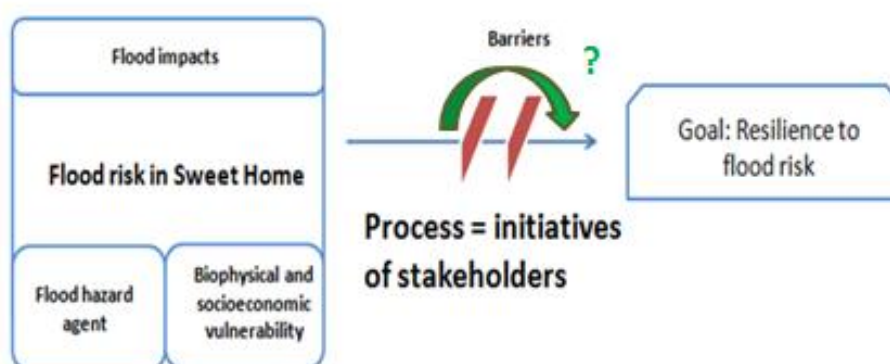 Flood impacts
Flood risk in Sweet Home
Flood hazard
agent
Biophysical and
socioeconomic
vulnerability
Barriers
?
Process = initiatives
of stakeholders
Goal: Resilience to
flood risk